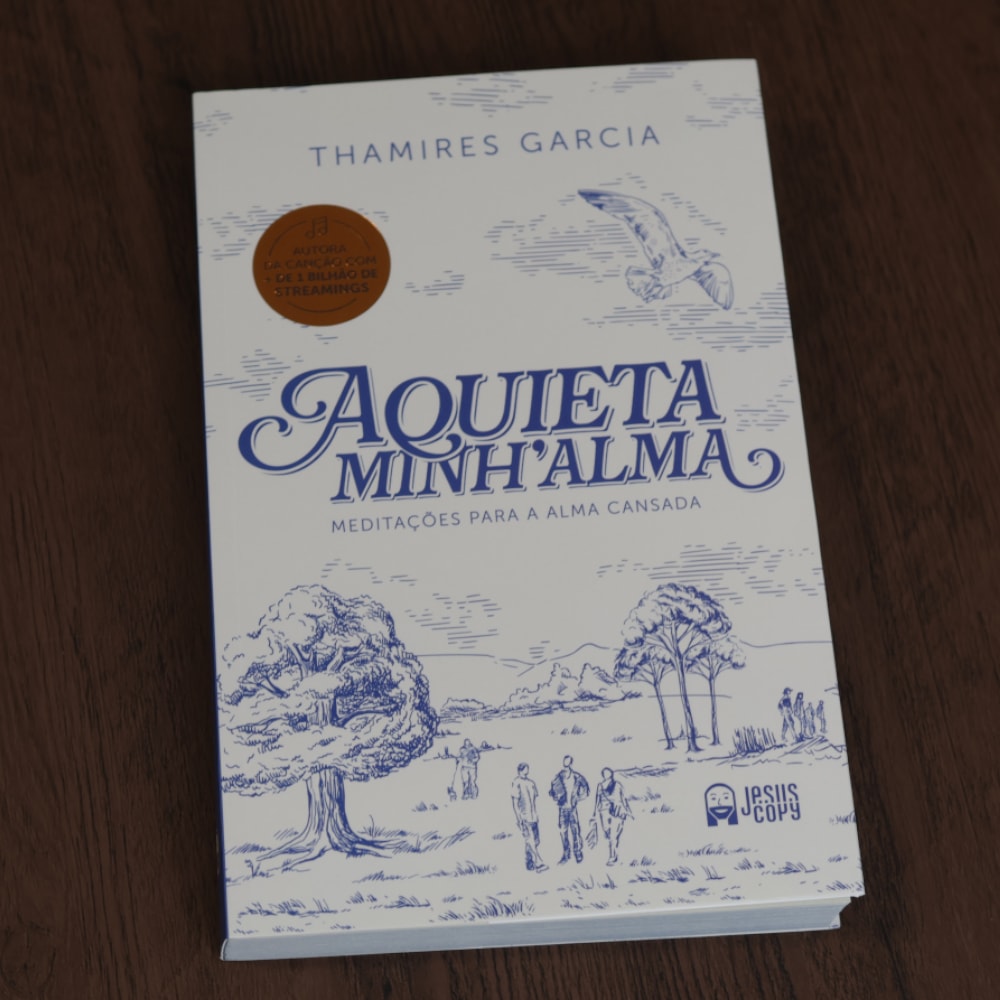 THAMIRES GARCIA
AUTORA
DA CANÇÃO COM
+ DE 1 BILHÃO DE
STREAMINGS
AQUIETA
MINH'ALMA
MEDITAÇÕES PARA A ALMA CANSADA
JESUS
COPY